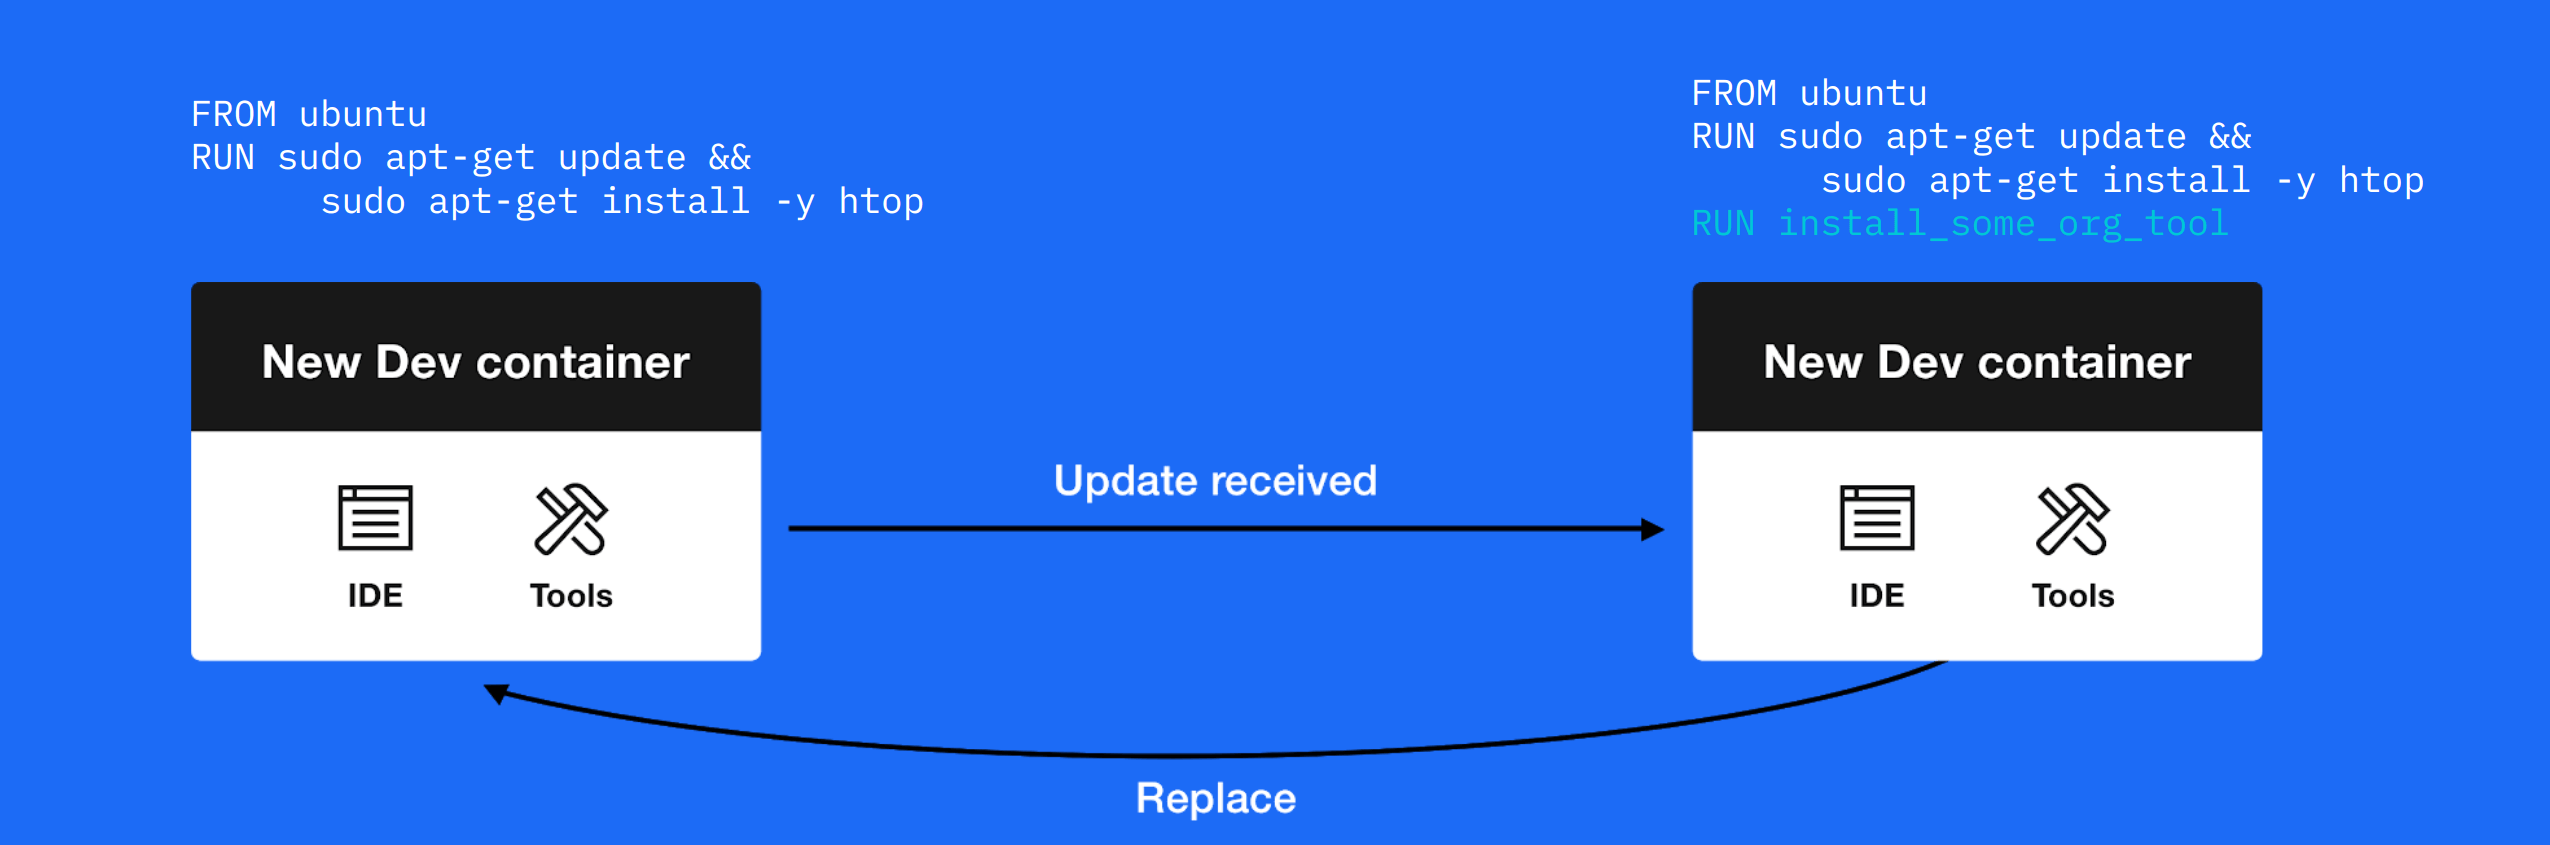 FROM ubuntu
RUN sudo apt-get update &&
sudo apt-get install -y htop
New Dev container
IDE
Tools
Update received
FROM ubuntu
RUN sudo apt-get update &&
sudo apt-get install -y htop
RUN install_some_org_tool
New Dev container
IDE
Tools
Replace